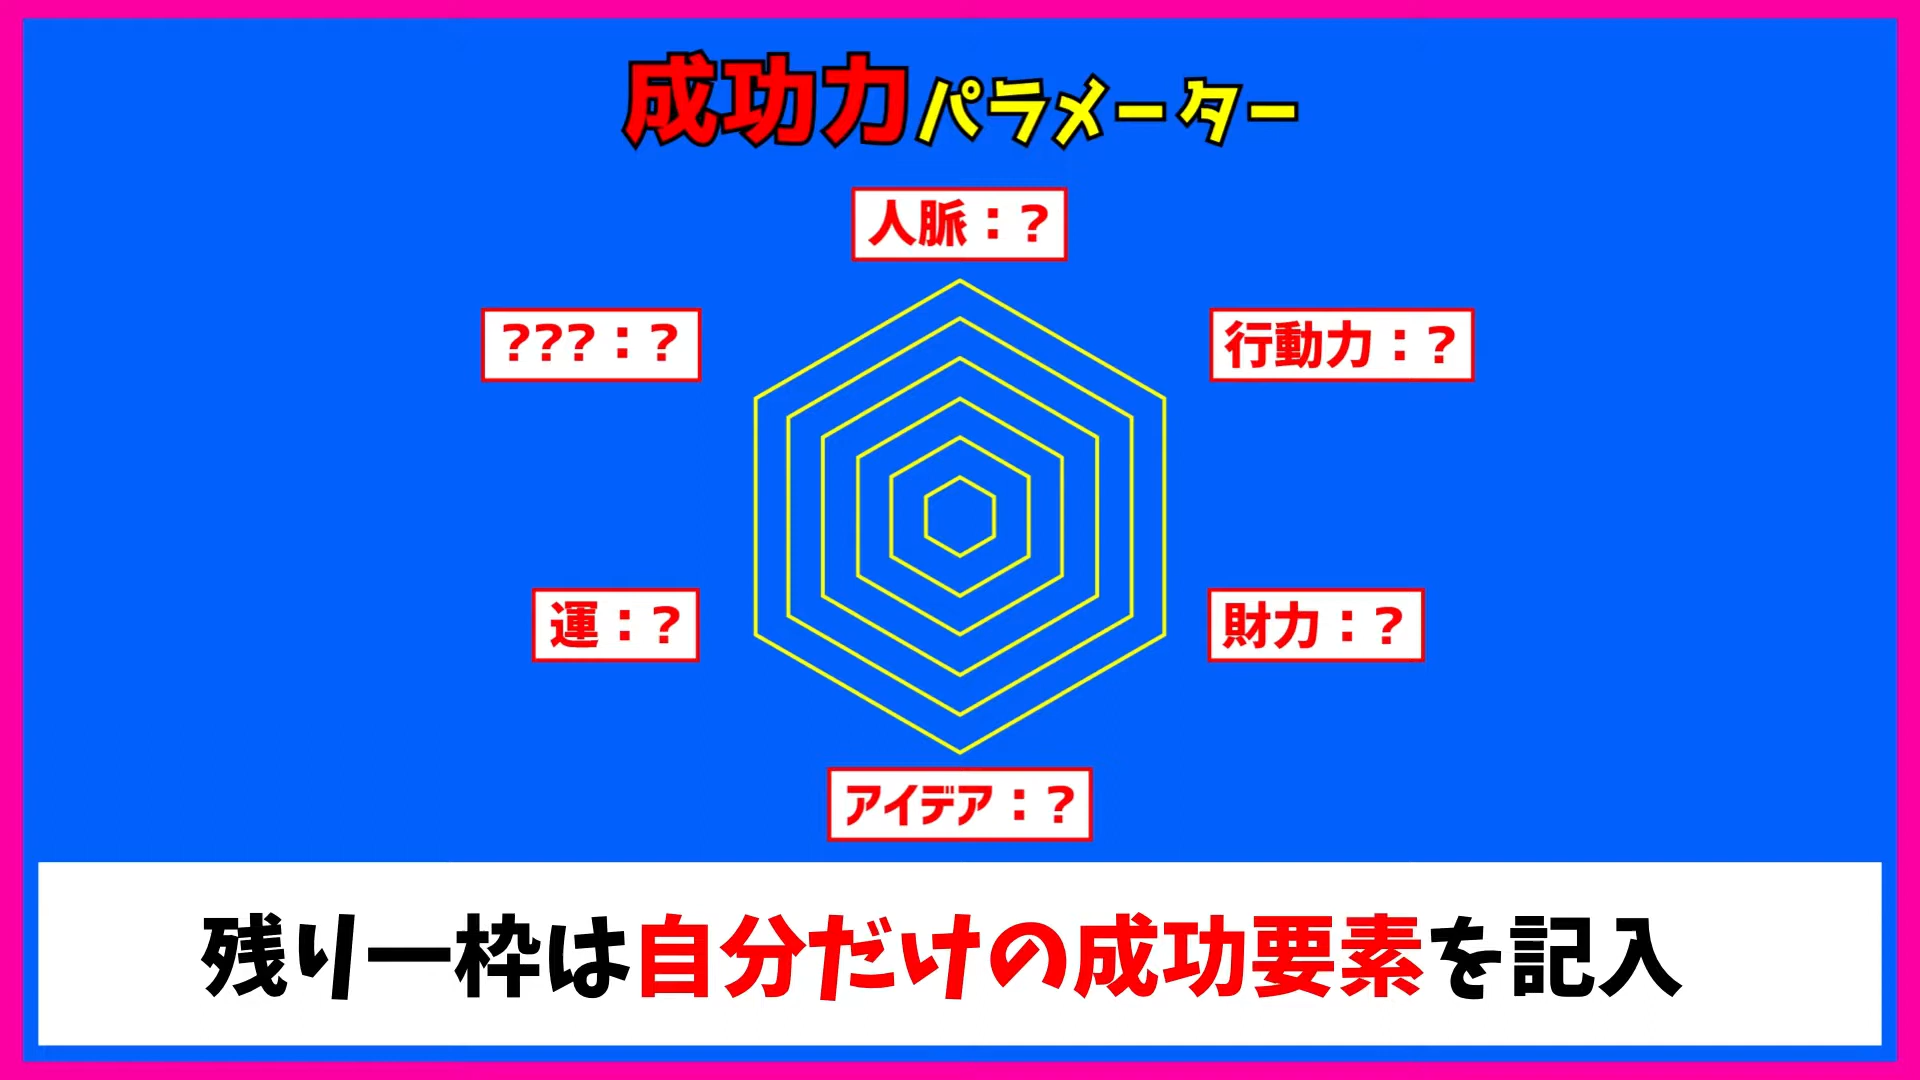 成功力パラメーター
人脈：？
？？？：？
行動力：？
運：？
財力：？
アイデア：？
残り一枠は自分だけの成功要素を記入